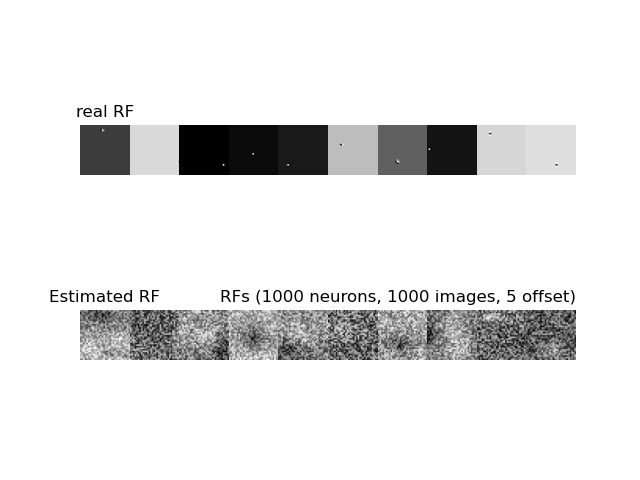 real RF
Estimated RF
RFs (1000 neurons, 1000 images, 5 offset)